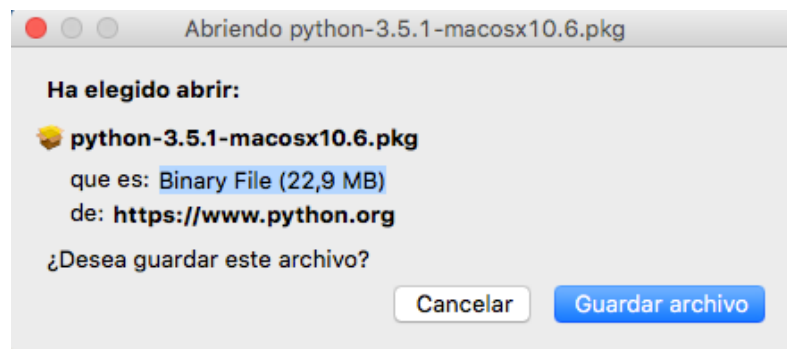 Abriendo python-3.5.1-macosx10.6.pkg
Ha elegido abrir:
python-3.5.1-macosx10.6.pkg
que es: Binary File (22,9 MB)
de: https://www.python.org
¿Desea guardar este archivo?
Cancelar Guardar archivo